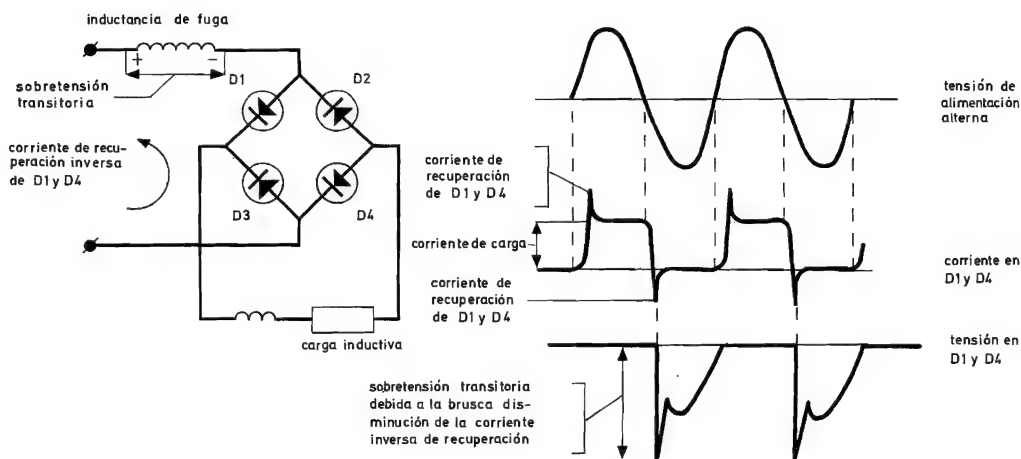 inductancia de fuga
+ -
D1
D2
sobretensión
transitoria
corriente de recu-
peración inversa
de D1 y D4
D3
D4
carga inductiva
tensión de
alimentación
alterna
corriente de
recuperación
de D1 y D4
corriente de carga
corriente de
recuperación
de D1 y D4
corriente en
D1 y D4
tensión en
D1 y D4
sobretensión transitoria
debida a la brusca dis-
minución de la corriente
inversa de recuperación